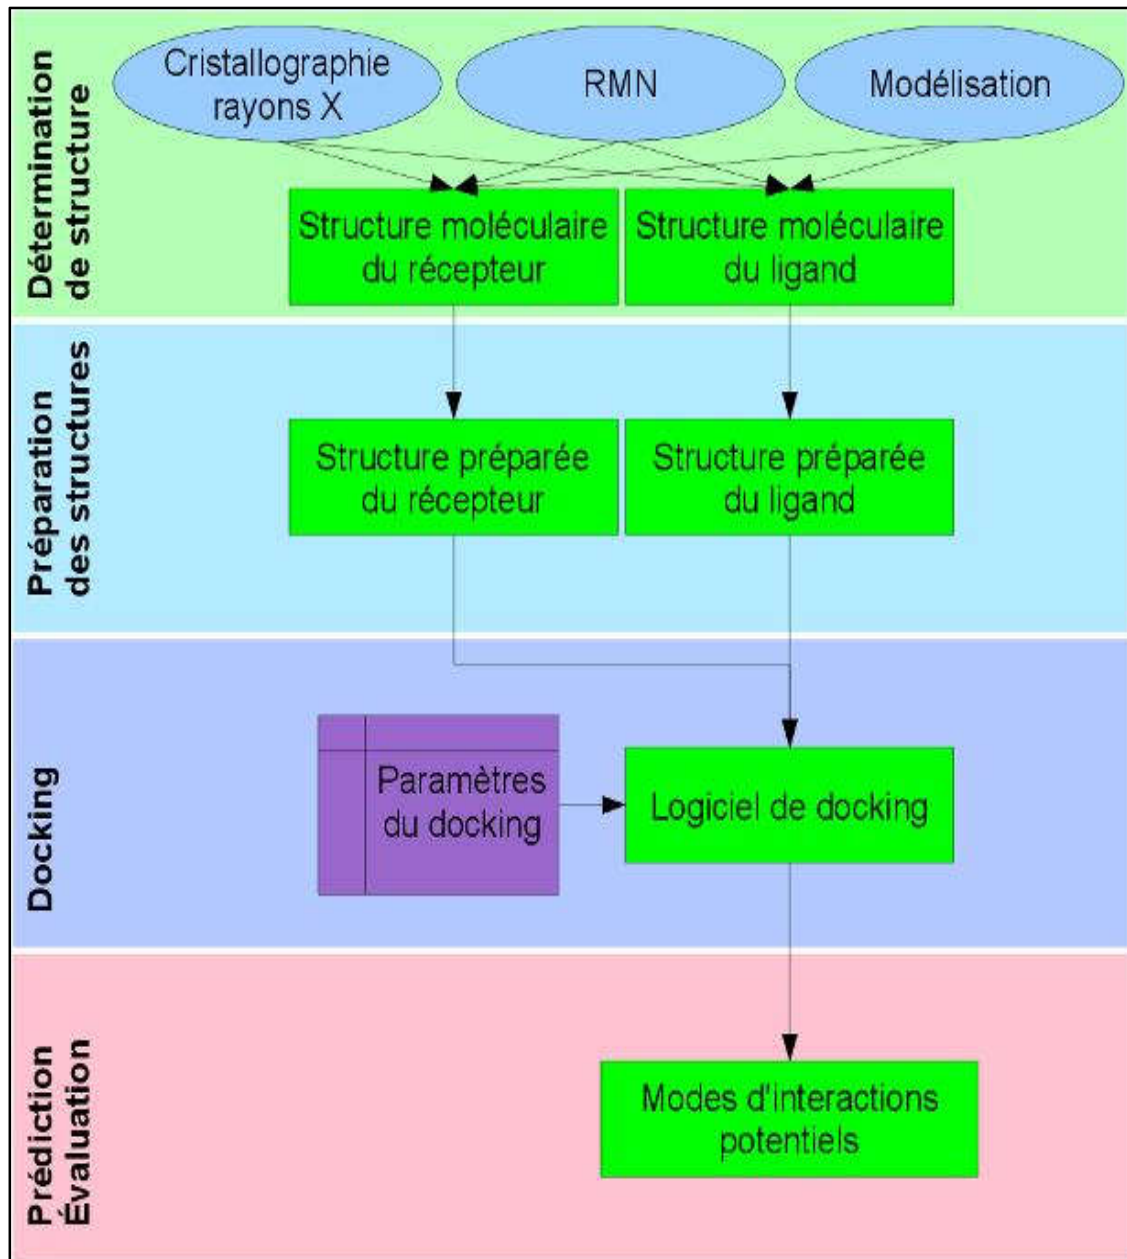 Détermination
de structure
Cristallographie
rayons X
RMN
Modélisation
Structure moléculaire
du récepteur
Structure moléculaire
du ligand
Préparation
des structures
Structure préparée
du récepteur
Structure préparée
du ligand
Docking
Paramètres
du docking
Logiciel de docking
Prédiction
Évaluation
Modes d'interactions
potentiels